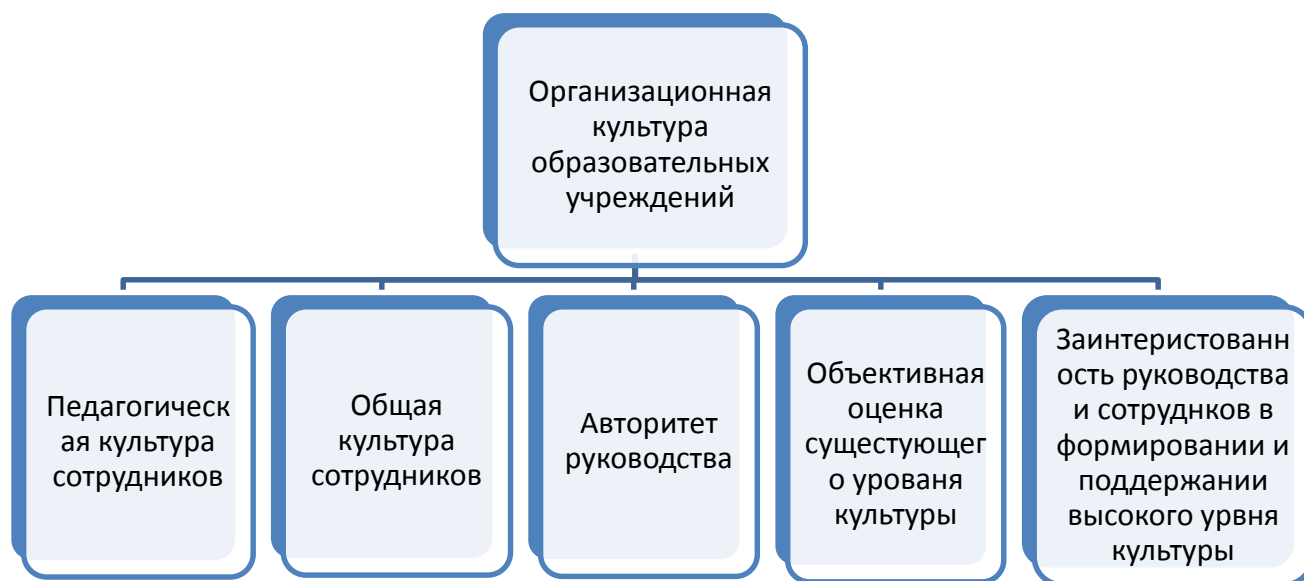 Организационная
культура
образовательных
учреждений
Педагогическ
ая культура
сотрудников
Общая
культура
сотрудников
Авторитет
руководства
Объективная
оценка
сущестующег
о урованя
культуры
Заинтеристованн
ость руководства
и сотруднков в
формировании и
поддержании
высокого урвня
культуры